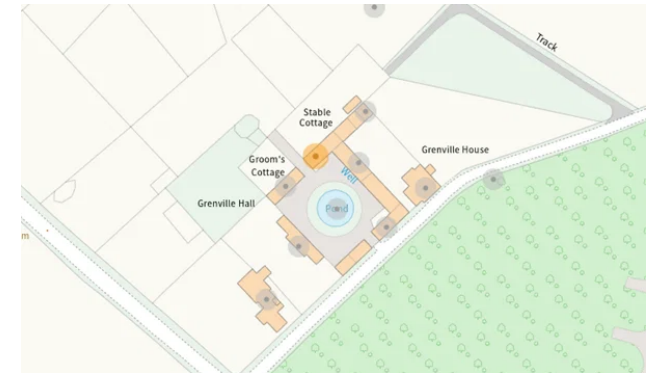 Track
Stable
Cottage
Grenville House
Groom's
Cottage
Well
Grenville Hall
Pond
m